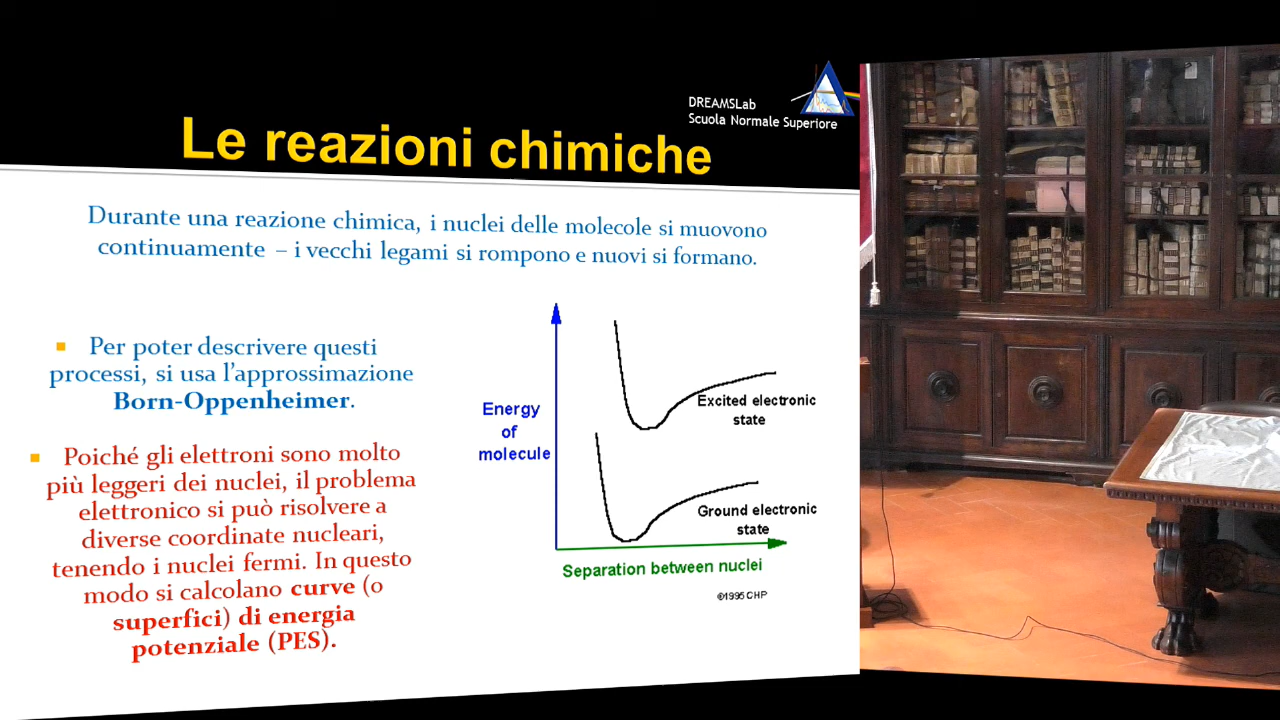 DREAMSLab
Scuola Normale Superiore
Le reazioni chimiche
Durante una reazione chimica, i nuclei delle molecole si muovono
continuamente – i vecchi legami si rompono e nuovi si formano.
Per poter descrivere questi
processi, si usa l’approssimazione
Born-Oppenheimer.
Poiché gli elettroni sono molto
più leggeri dei nuclei, il problema
elettronico si può risolvere a
diverse coordinate nucleari,
tenendo i nuclei fermi. In questo
modo si calcolano curve (o
superfici) di energia
potenziale (PES).
Energy
of
molecule
Excited electronic
state
Ground electronic
state
Separation between nuclei
©1996 CHP